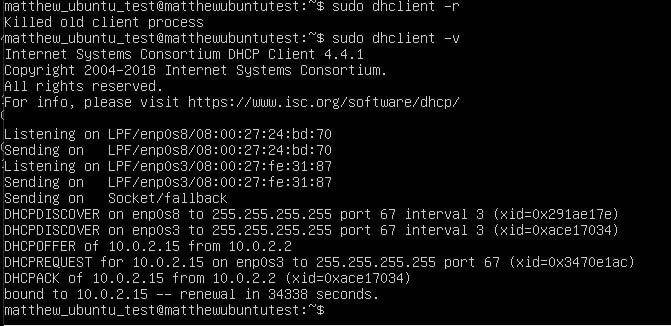 matthew_ubuntu_test@matthewubuntutest:~$ sudo dhclient -r
Killed old client process
matthew_ubuntu_test@matthewubuntutest:~$ sudo dhclient -v
Internet Systems Consortium DHCP Client 4.4.1
Copyright 2004-2018 Internet Systems Consortium.
All rights reserved.
For info, please visit https://www.isc.org/software/dhcp/
Listening on LPF/enp0s8/08:00:27:24:bd:70
Sending on   LPF/enp0s8/08:00:27:24:bd:70
Listening on LPF/enp0s3/08:00:27:fe:31:87
Sending on   LPF/enp0s3/08:00:27:fe:31:87
Sending on   Socket/fallback
DHCPDISCOVER on enp0s8 to 255.255.255.255 port 67 interval 3 (xid=0x291ae17e)
DHCPDISCOVER on enp0s3 to 255.255.255.255 port 67 interval 3 (xid=0xace17034)
DHCPOFFER of 10.0.2.15 from 10.0.2.2
DHCPREQUEST for 10.0.2.15 on enp0s3 to 255.255.255.255 port 67 (xid=0x3470e1ac)
DHCPACK of 10.0.2.15 from 10.0.2.2 (xid=0xace17034)
bound to 10.0.2.15 -- renewal in 34338 seconds.
matthew_ubuntu_test@matthewubuntutest:~$